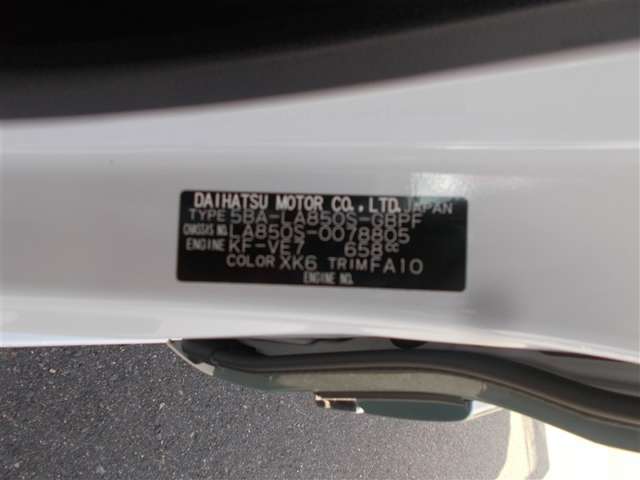 DAIHATSU MOTOR CO., LTD. JAPAN
TYPE 5BA-LA850S-GBPF
CHASSIS NO. LA850S-0078805
ENGINE KF-VE7 658cc
COLOR XK6 TRIM FA10
ENGINE NO.